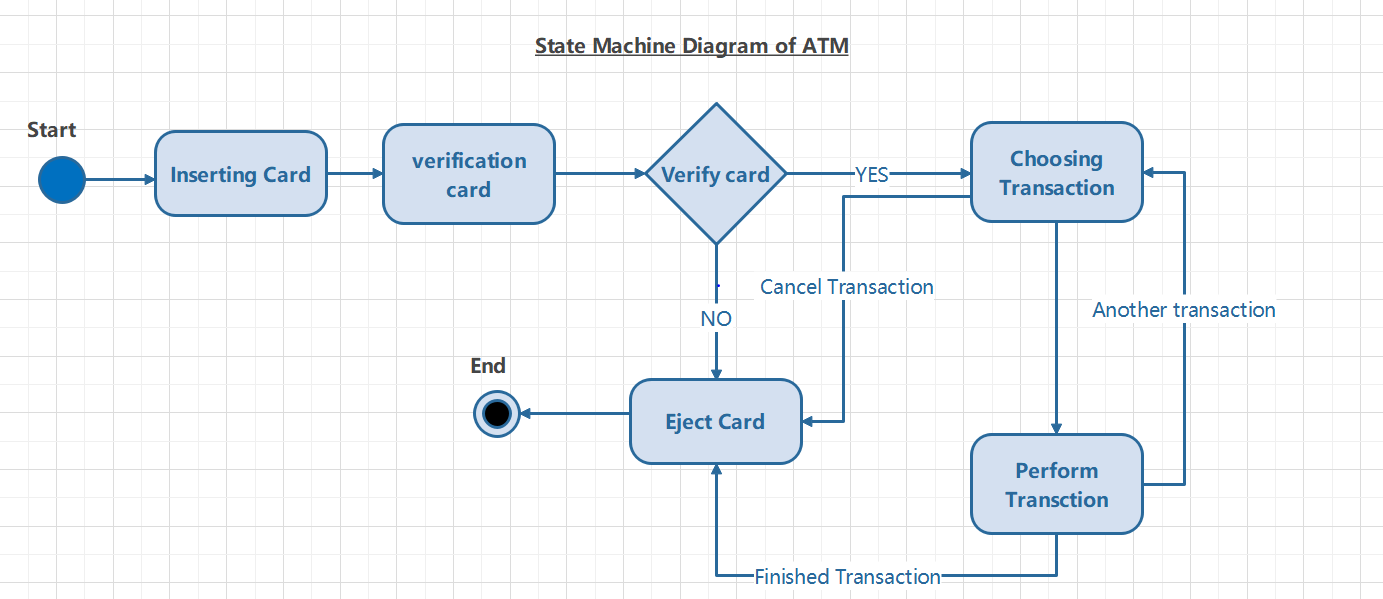 State Machine Diagram of ATM
Start
Inserting Card
verification
card
Verify card
YES
Choosing
Transaction
Cancel Transaction
Another transaction
NO
End
Eject Card
Perform
Transction
Finished Transaction